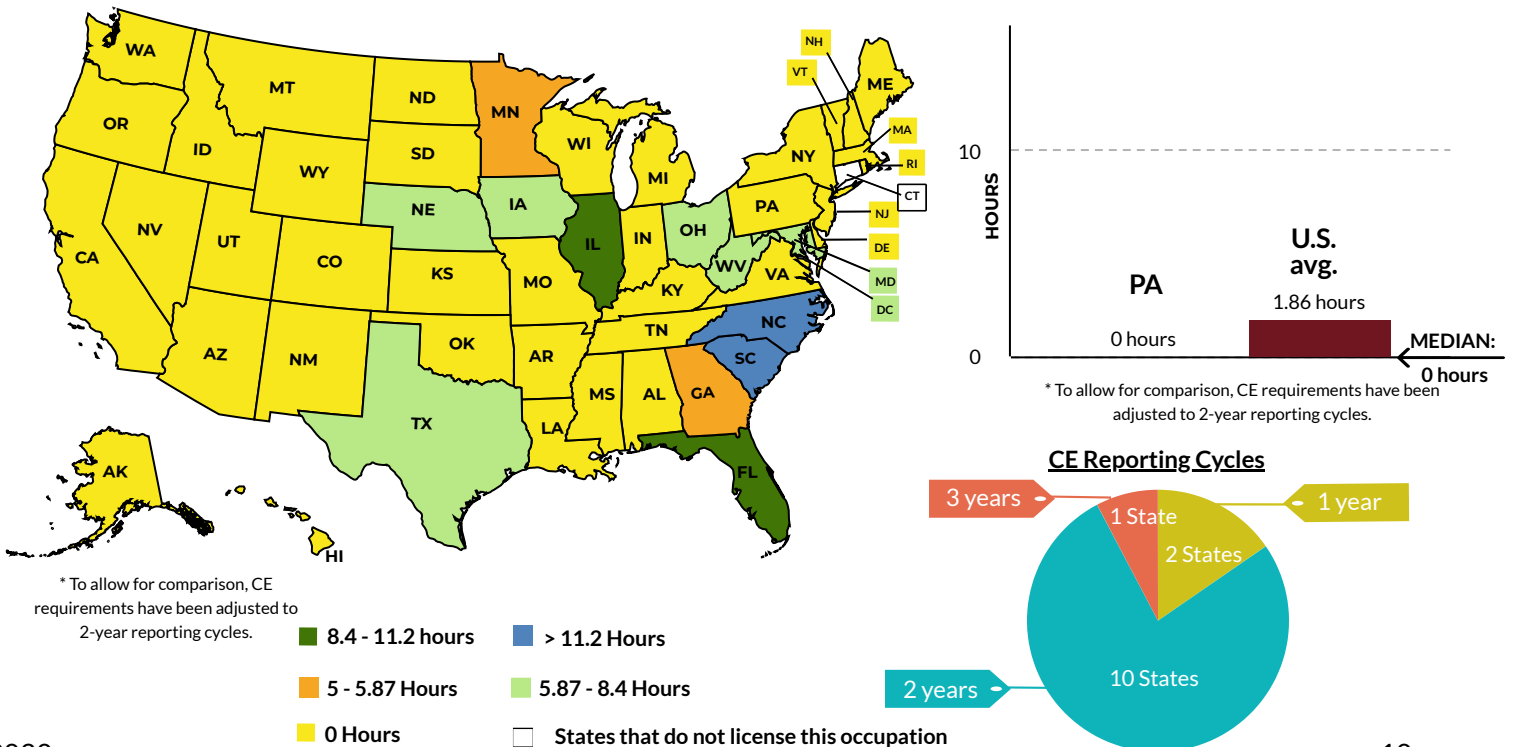 WA
MT
ND
MN
OR
ID
SD
WI
WY
MI
NY
ME
NH
VT
MA
RI
CT
NJ
DE
MD
DC
NE
IA
PA
NV
UT
CO
CA
KS
MO
IL
IN
OH
WV
VA
KY
NC
TN
SC
AZ
NM
OK
AR
MS
AL
GA
TX
LA
FL
AK
HI
* To allow for comparison, CE
requirements have been adjusted to
2-year reporting cycles.
8.4 - 11.2 hours
> 11.2 Hours
5 - 5.87 Hours
5.87 - 8.4 Hours
0 Hours
States that do not license this occupation
HOURS
10
0
PA
0 hours
U.S.
avg.
1.86 hours
MEDIAN:
0 hours
* To allow for comparison, CE requirements have been
adjusted to 2-year reporting cycles.
CE Reporting Cycles
3 years
1 State
1 year
2 States
2 years
10 States